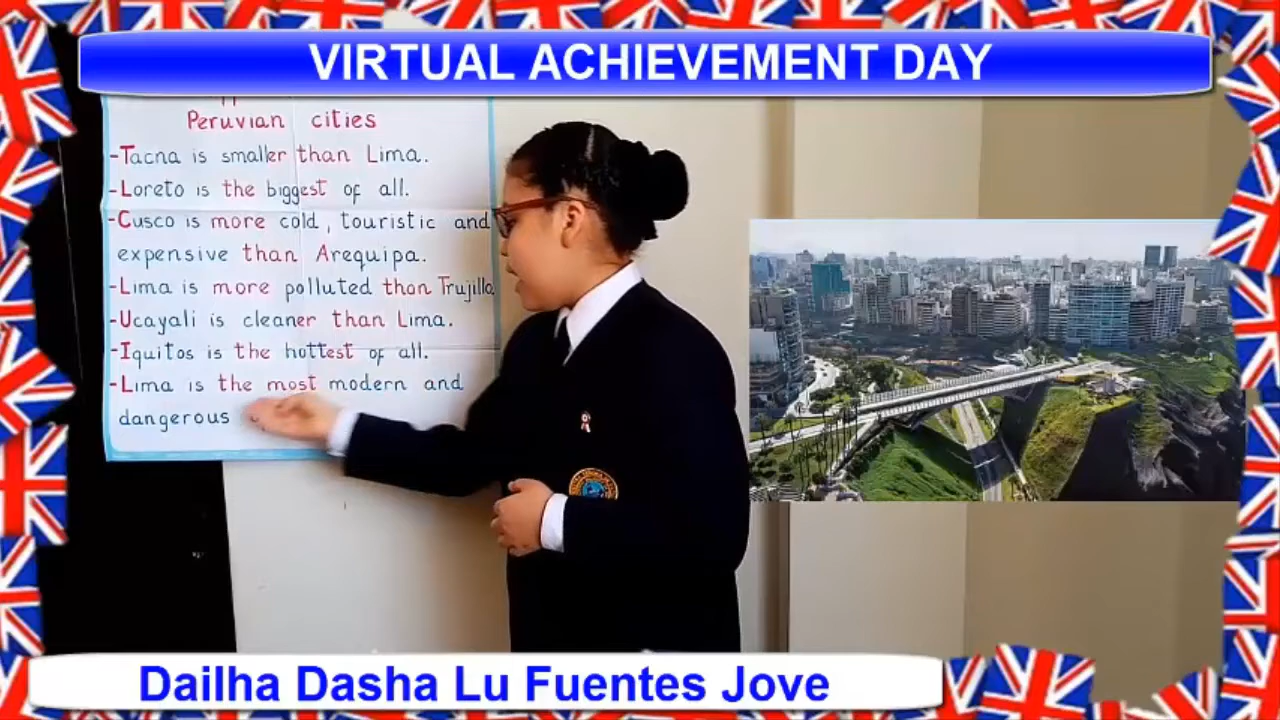 VIRTUAL ACHIEVEMENT DAY
Peruvian cities
-Tacna is smaller than Lima.
-Loreto is the biggest of all.
-Cusco is more cold, touristic and
expensive than Arequipa.
-Lima is more polluted than Trujillo
-Ucayali is cleaner than Lima.
-Iquitos is the hottest of all.
-Lima is the most modern and
dangerous
Dailha Dasha Lu Fuentes Jove